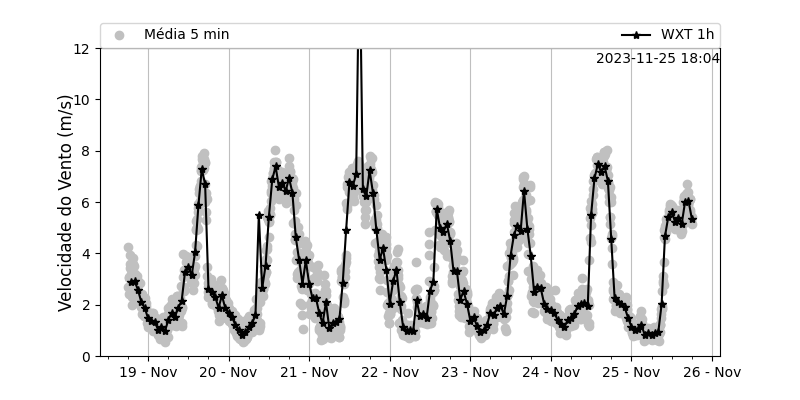 Média 5 min
WXT 1h
2023-11-25 18:04
Velocidade do Vento (m/s)
12
10
8
6
4
2
0
19 - Nov
20 - Nov
21 - Nov
22 - Nov
23 - Nov
24 - Nov
25 - Nov
26 - Nov